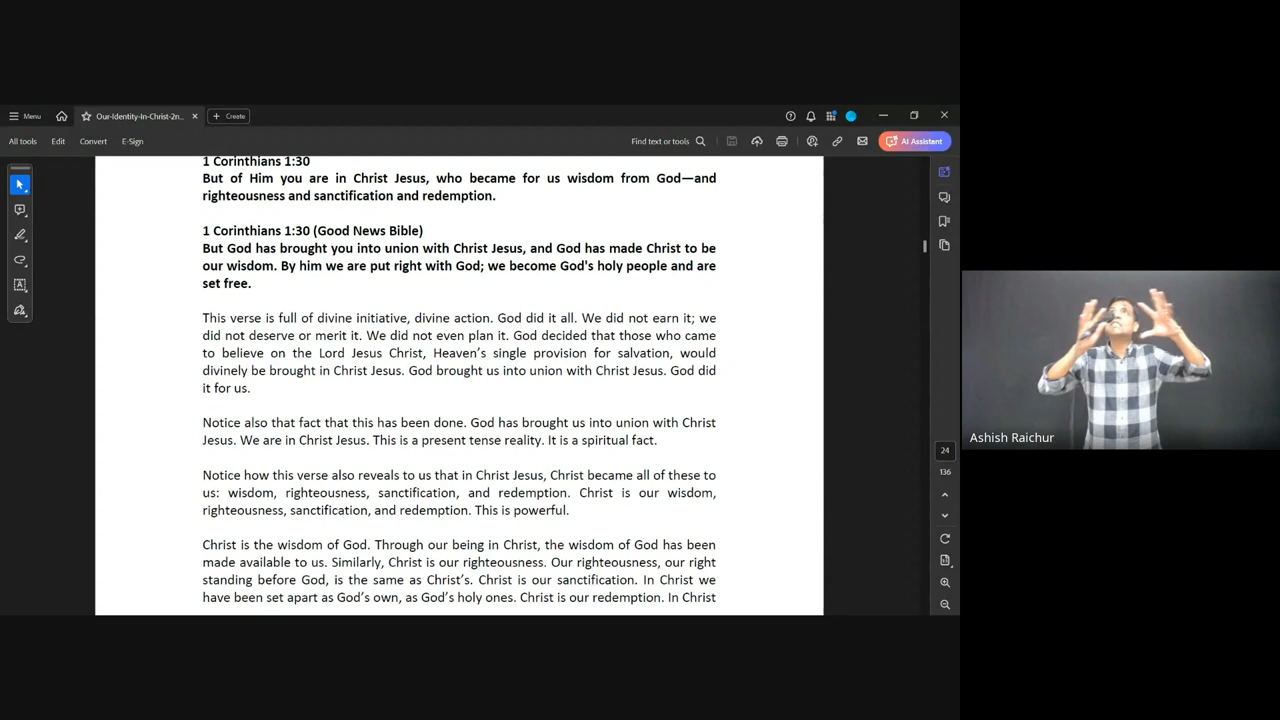 Menu
Our-Identity-In-Christ-2n...
Create
All tools
Edit
Convert
E-Sign
Find text or tools
AI Assistant
1 Corinthians 1:30
But of Him you are in Christ Jesus, who became for us wisdom from God—and
righteousness and sanctification and redemption.
1 Corinthians 1:30 (Good News Bible)
But God has brought you into union with Christ Jesus, and God has made Christ to be
our wisdom. By him we are put right with God; we become God's holy people and are
set free.
This verse is full of divine initiative, divine action. God did it all. We did not earn it; we
did not deserve or merit it. We did not even plan it. God decided that those who came
to believe on the Lord Jesus Christ, Heaven’s single provision for salvation, would
divinely be brought in Christ Jesus. God brought us into union with Christ Jesus. God did
it for us.
Notice also that fact that this has been done. God has brought us into union with Christ
Jesus. We are in Christ Jesus. This is a present tense reality. It is a spiritual fact.
Notice how this verse also reveals to us that in Christ Jesus, Christ became all of these to
us: wisdom, righteousness, sanctification, and redemption. Christ is our wisdom,
righteousness, sanctification, and redemption. This is powerful.
Christ is the wisdom of God. Through our being in Christ, the wisdom of God has been
made available to us. Similarly, Christ is our righteousness. Our righteousness, our right
standing before God, is the same as Christ’s. Christ is our sanctification. In Christ we
have been set apart as God’s own, as God’s holy ones. Christ is our redemption. In Christ
24
136
Ashish Raichur